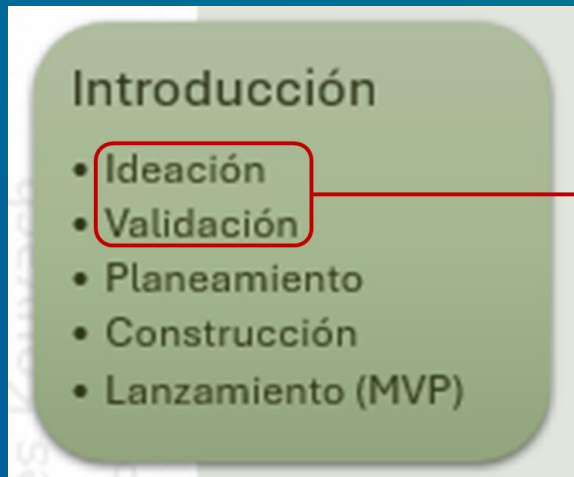 Introducción
• Ideación
• Validación
• Planeamiento
• Construcción
• Lanzamiento (MVP)